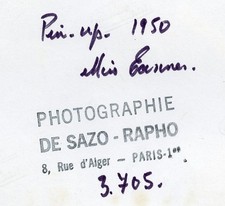 Pin-up. 1950
Miss
PHOTOGRAPHIE
DE SAZO - RAPHO
8, Rue d'Alger — PARIS-1er
3.705.